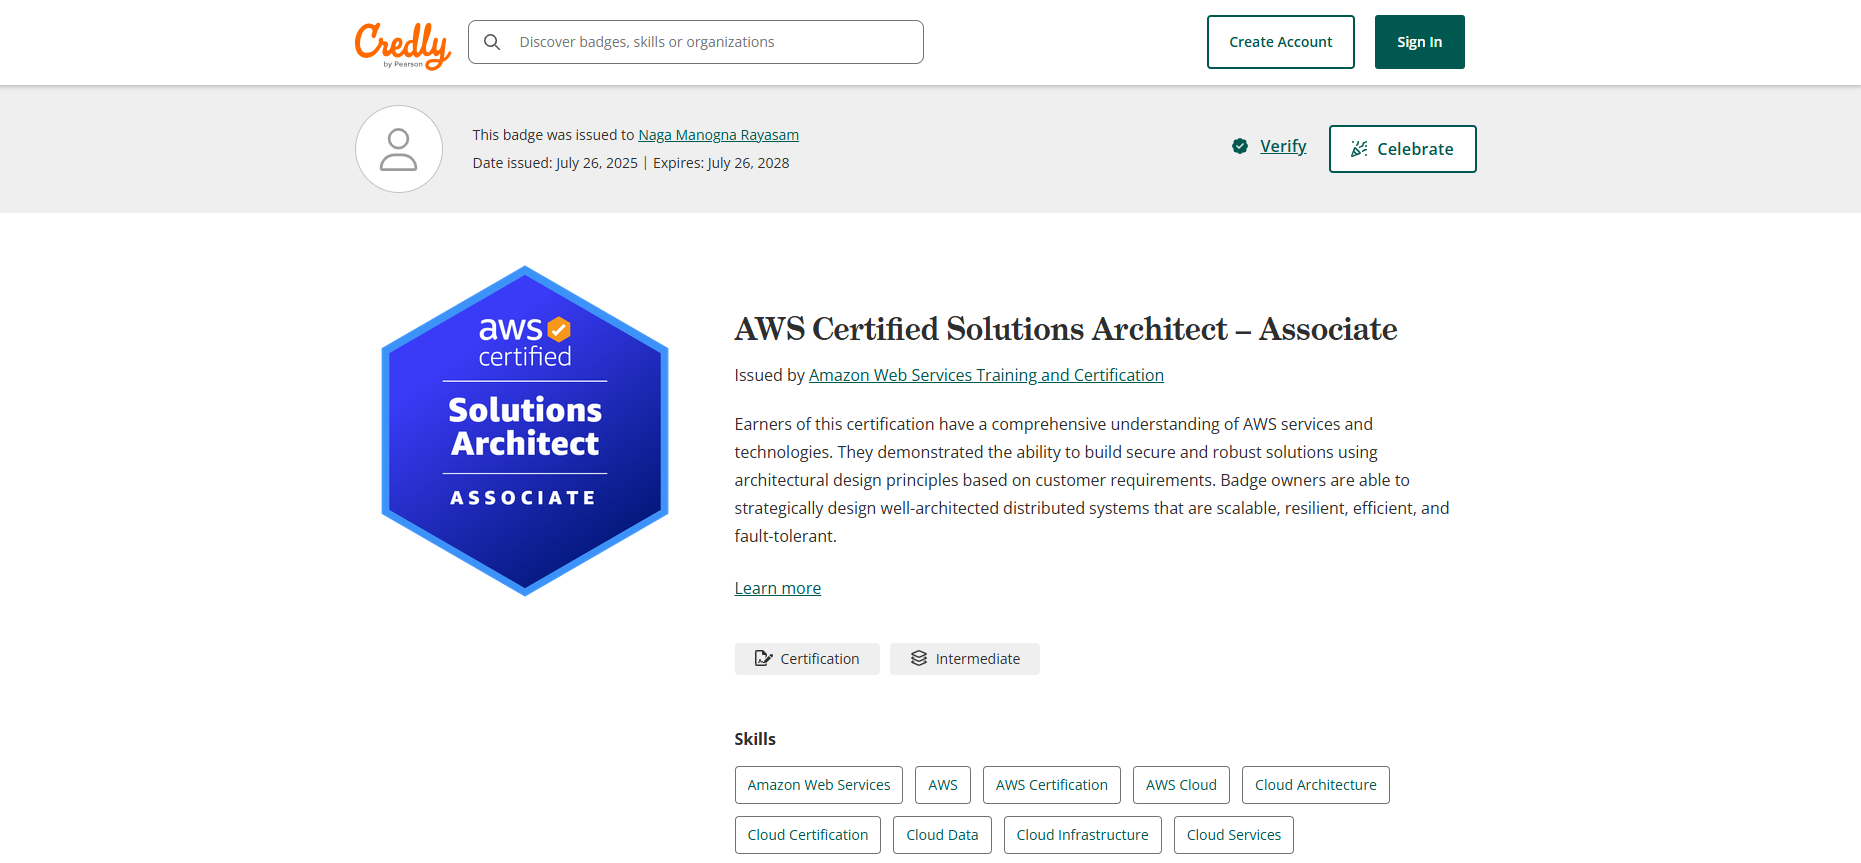 Credly
by Pearson
Discover badges, skills or organizations
Create Account
Sign In
This badge was issued to Naga Manogna Rayasam
Date issued: July 26, 2025 | Expires: July 26, 2028
Verify
Celebrate
aws
certified
Solutions
Architect
ASSOCIATE
AWS Certified Solutions Architect – Associate
Issued by Amazon Web Services Training and Certification
Earners of this certification have a comprehensive understanding of AWS services and
technologies. They demonstrated the ability to build secure and robust solutions using
architectural design principles based on customer requirements. Badge owners are able to
strategically design well-architected distributed systems that are scalable, resilient, efficient, and
fault-tolerant.
Learn more
Certification
Intermediate
Skills
Amazon Web Services
AWS
AWS Certification
AWS Cloud
Cloud Architecture
Cloud Certification
Cloud Data
Cloud Infrastructure
Cloud Services